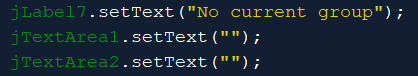 jLabel7.setText("No current group");
jTextArea1.setText("");
jTextArea2.setText("");